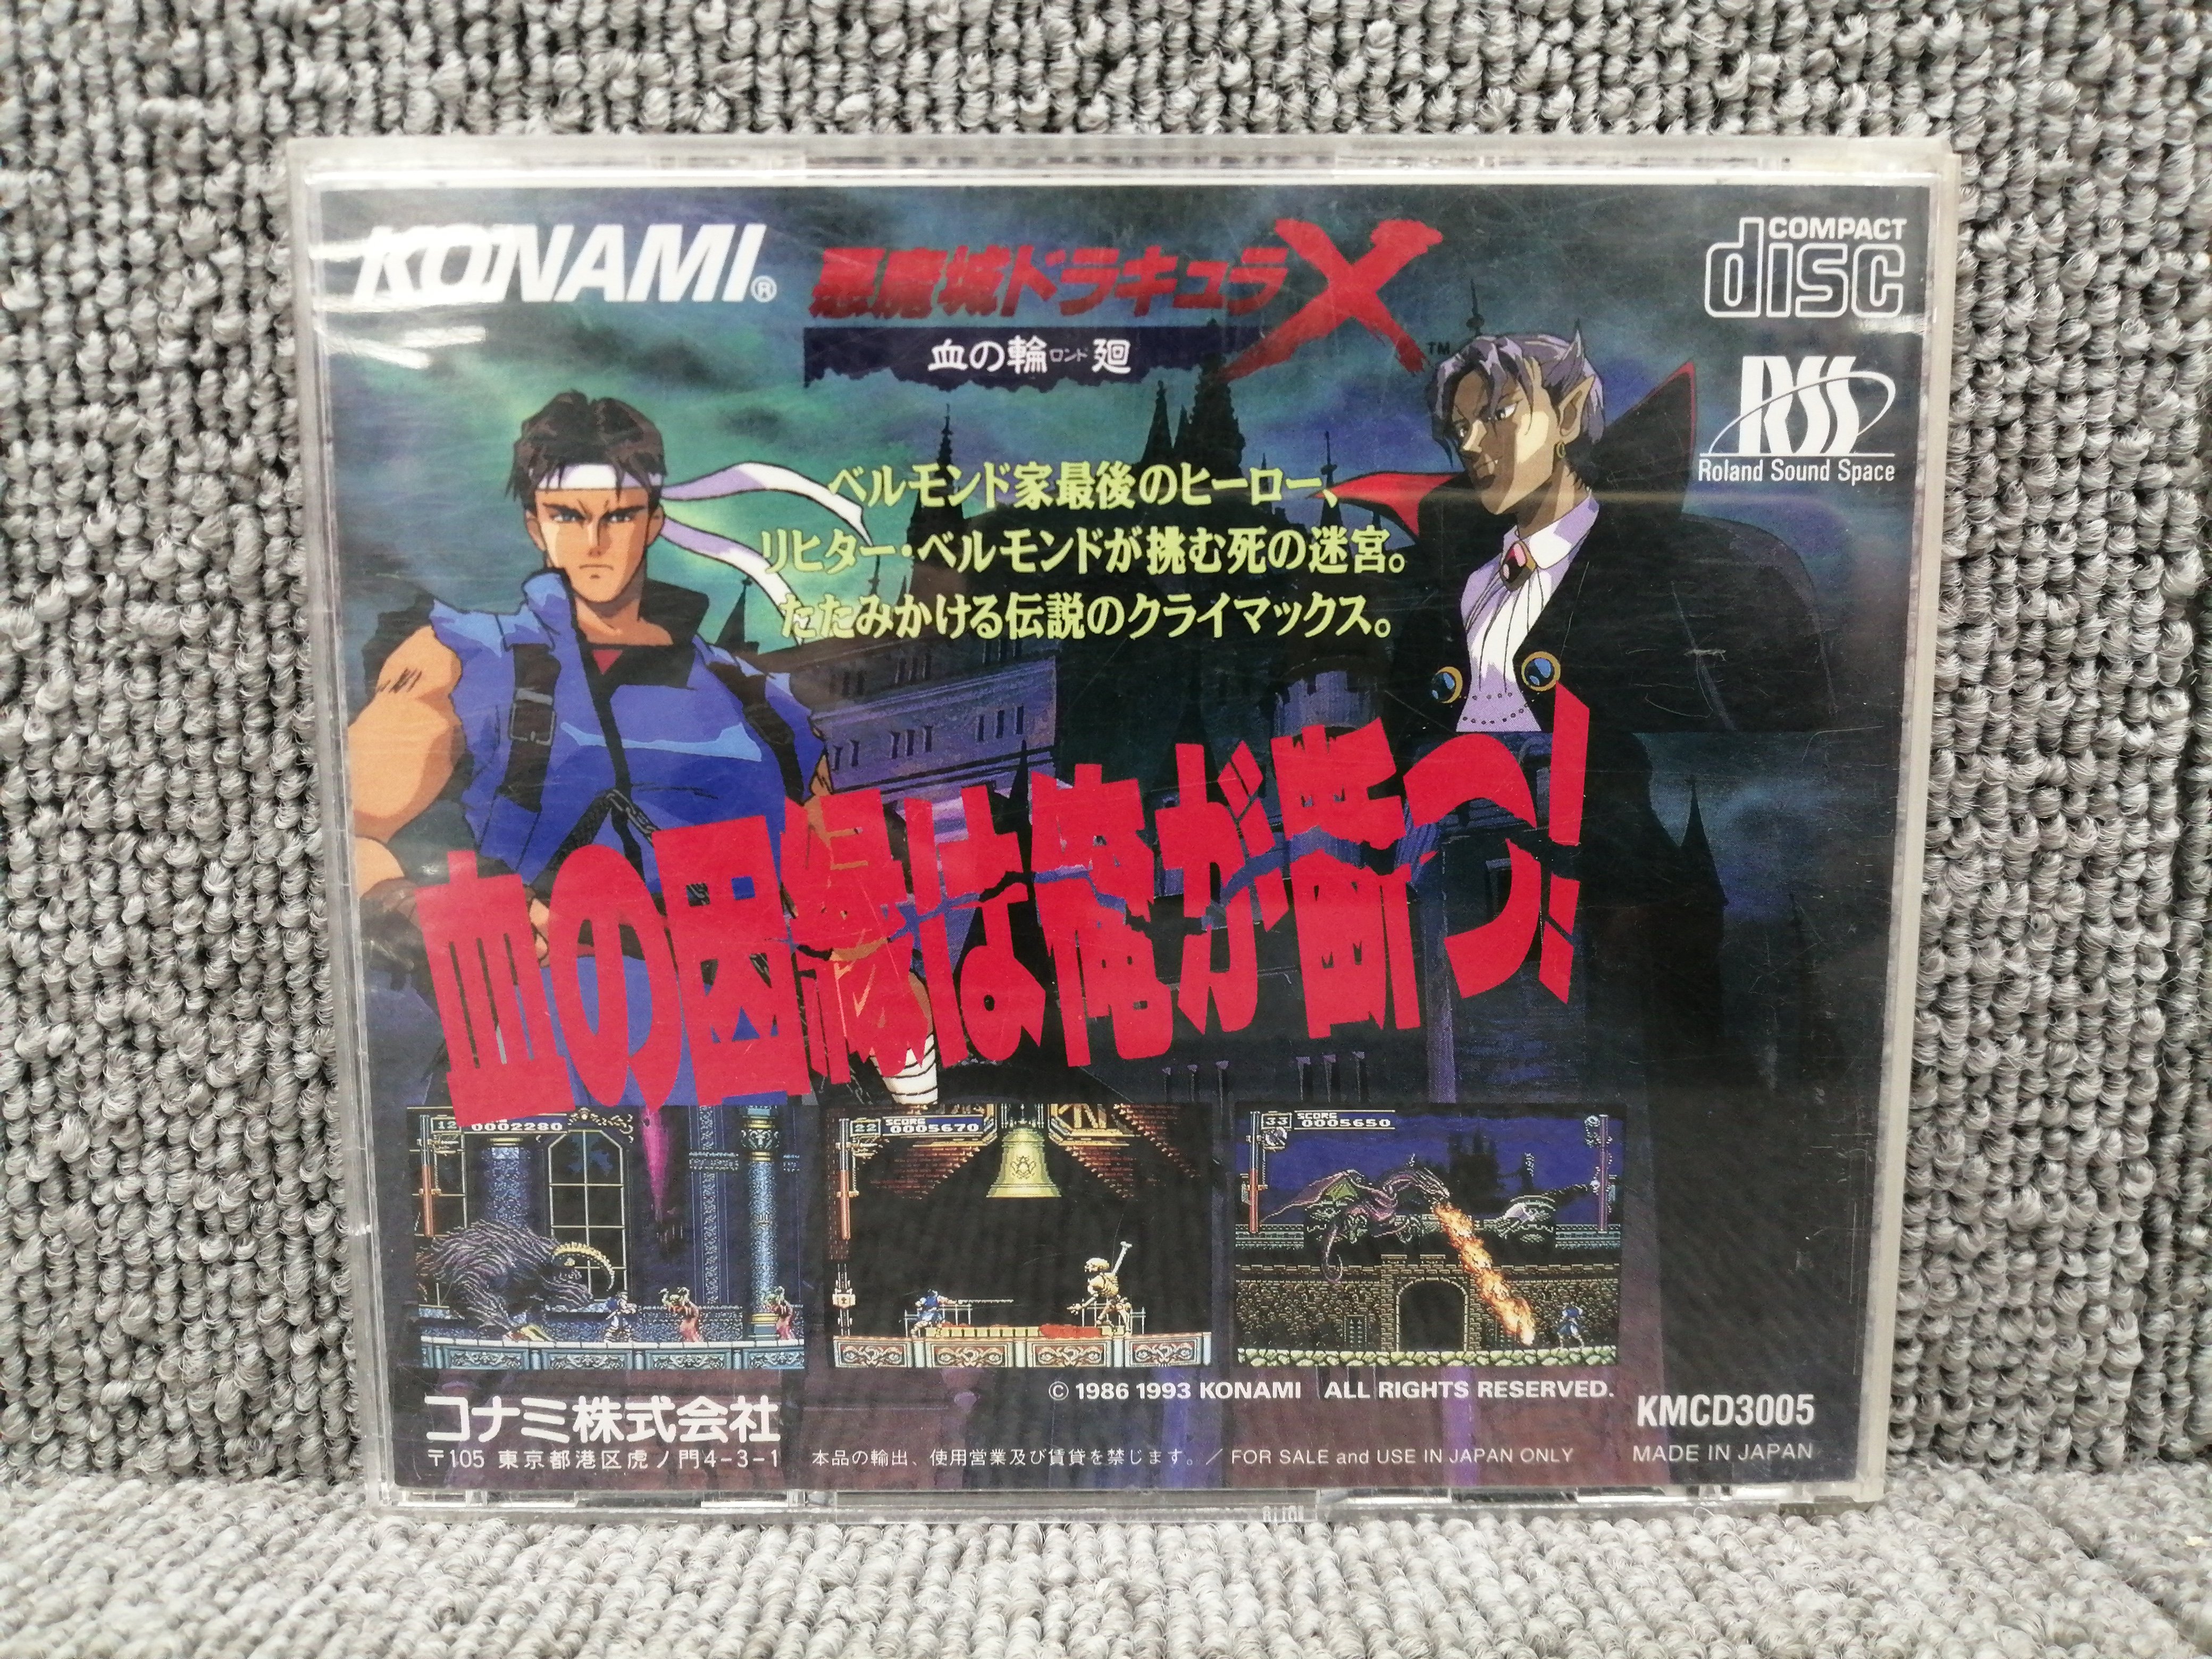 KONAMI®
悪魔城ドラキュラX
TM
血の輪ロンド廻
COMPACT
disc
RSS
Roland Sound Space
ベルモンド家最後のヒーロー、
リヒター・ベルモンドが挑む死の迷宮。
たたみかける伝説のクライマックス。
血の因縁は俺が断つ!
12 0002280
22 SCORE 0005670
33 SCORE 0005650
© 1986 1993 KONAMI ALL RIGHTS RESERVED.
コナミ株式会社
〒105 東京都港区虎ノ門4-3-1
本品の輸出、使用営業及び賃貸を禁じます。／FOR SALE and USE IN JAPAN ONLY
KMCD3005
MADE IN JAPAN